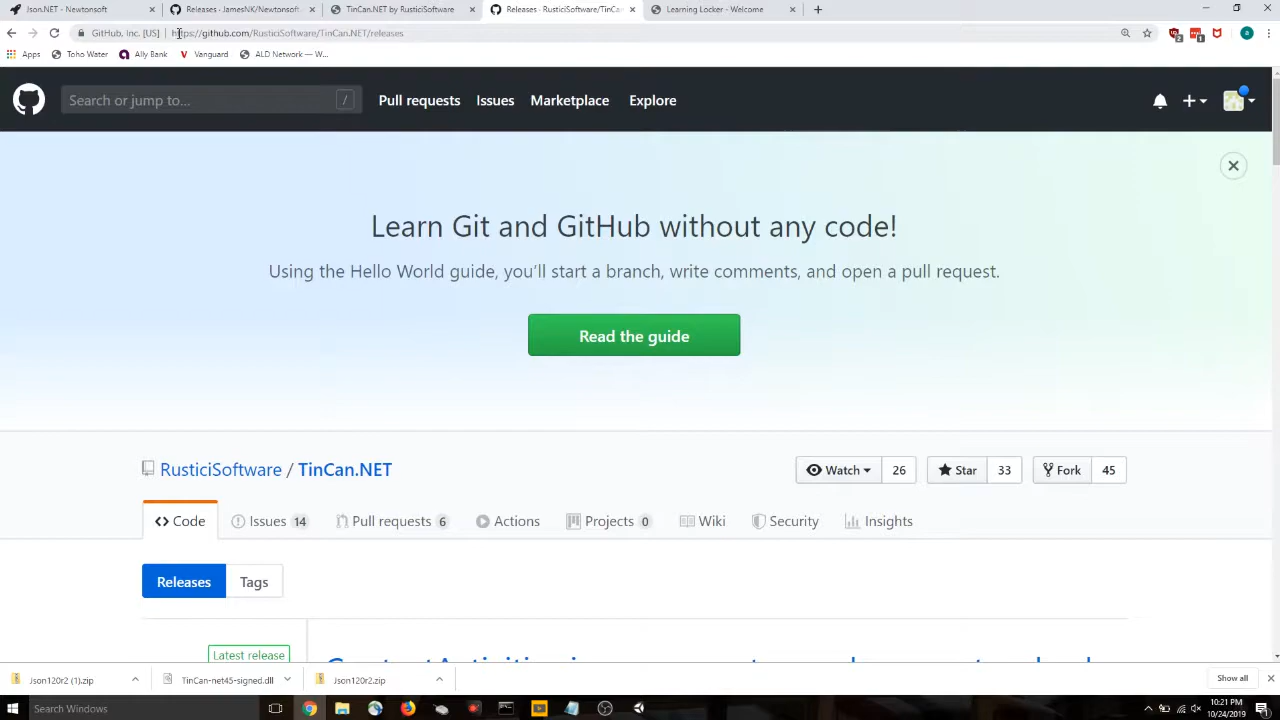 Json.NET - Newtonsoft
Releases · JamesNK/Newtonsoft
TinCan.NET by RusticiSoftware
Releases · RusticiSoftware/TinCa
Learning Locker - Welcome
GitHub, Inc. [US] | https://github.com/RusticiSoftware/TinCan.NET/releases
Apps
Toho Water
Ally Bank
Vanguard
ALD Network — W...
Search or jump to...
/
Pull requests
Issues
Marketplace
Explore
Learn Git and GitHub without any code!
Using the Hello World guide, you'll start a branch, write comments, and open a pull request.
Read the guide
RusticiSoftware / TinCan.NET
Watch 26
Star 33
Fork 45
Code
Issues 14
Pull requests 6
Actions
Projects 0
Wiki
Security
Insights
Releases
Tags
Latest release
Json120r2 (1).zip
TinCan-net45-signed.dll
Json120r2.zip
Show all
Search Windows
10:21 PM
10/24/2019